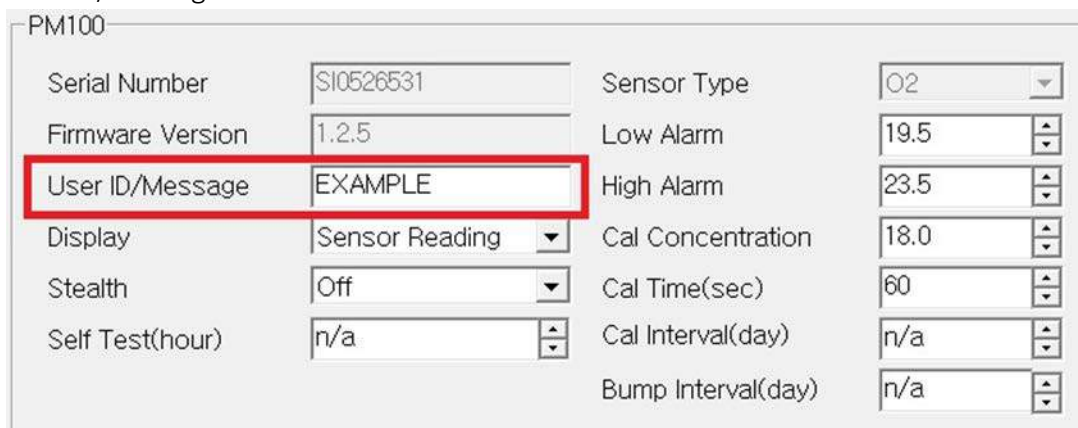 PM100
Serial Number SI0526531 Sensor Type O2
Firmware Version 1.2.5 Low Alarm 19.5
User ID/Message EXAMPLE High Alarm 23.5
Display Sensor Reading Cal Concentration 18.0
Stealth Off Cal Time(sec) 60
Self Test(hour) n/a Cal Interval(day) n/a
Bump Interval(day) n/a